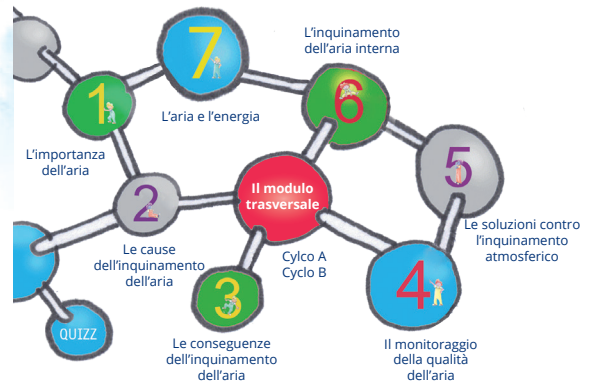 L'inquinamento
dell'aria interna
7
1
6
L'aria e l'energia
L'importanza
dell'aria
2
Il modulo
trasversale
5
Le soluzioni contro
l'inquinamento
atmosferico
Le cause
dell'inquinamento
dell'aria
Cylco A
Cyclo B
3
4
QUIZZ
Le conseguenze
dell'inquinamento
dell'aria
Il monitoraggio
della qualità
dell'aria